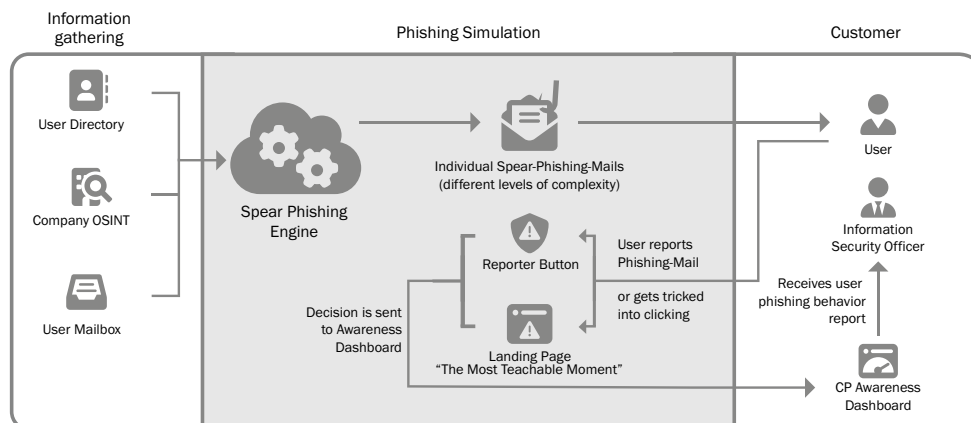 Information
gathering
Phishing Simulation
Customer
User Directory
Company OSINT
User Mailbox
Spear Phishing
Engine
Individual Spear-Phishing-Mails
(different levels of complexity)
User
Information
Security Officer
Reporter Button
User reports
Phishing-Mail
or gets tricked
into clicking
Receives user
phishing behavior
report
Decision is sent
to Awareness
Dashboard
Landing Page
“The Most Teachable Moment”
CP Awareness
Dashboard